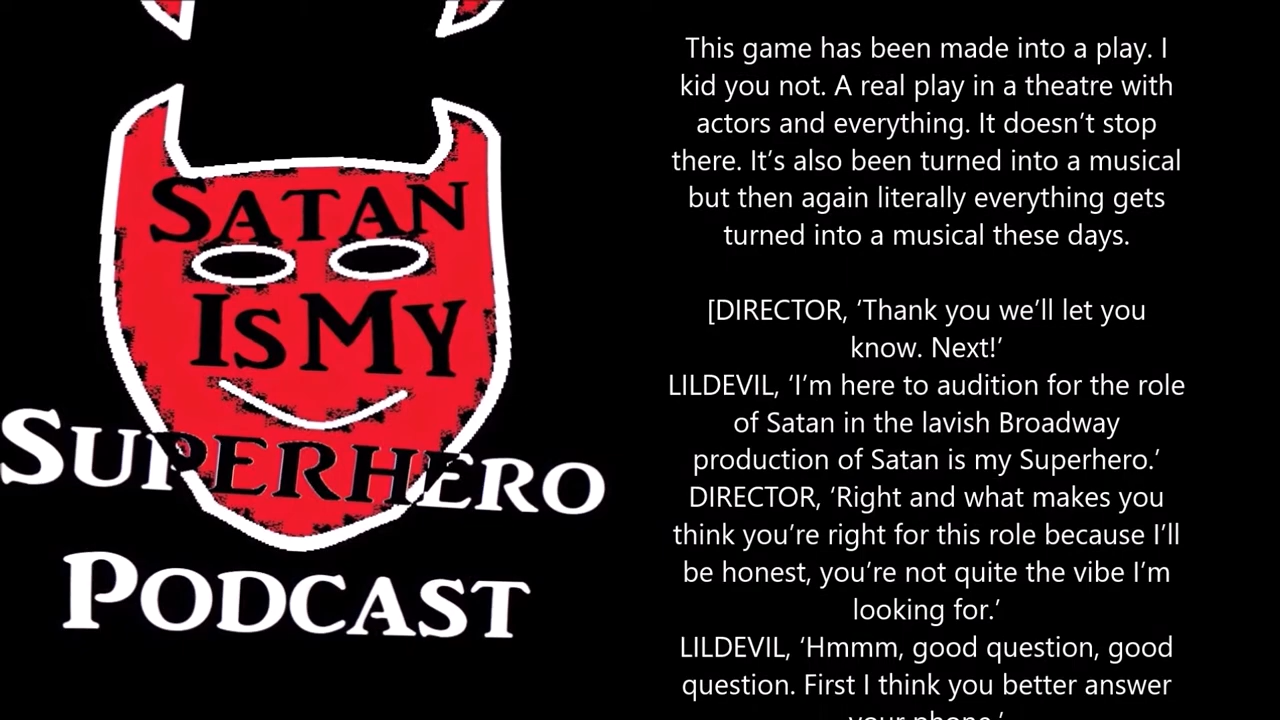 SATAN
IS MY
SUPERHERO
PODCAST
This game has been made into a play. I
kid you not. A real play in a theatre with
actors and everything. It doesn’t stop
there. It’s also been turned into a musical
but then again literally everything gets
turned into a musical these days.
[DIRECTOR, ‘Thank you we’ll let you
know. Next!’
LILDEVIL, ‘I’m here to audition for the role
of Satan in the lavish Broadway
production of Satan is my Superhero.’
DIRECTOR, ‘Right and what makes you
think you’re right for this role because I’ll
be honest, you’re not quite the vibe I’m
looking for.’
LILDEVIL, ‘Hmmm, good question, good
question. First I think you better answer
your phone.’